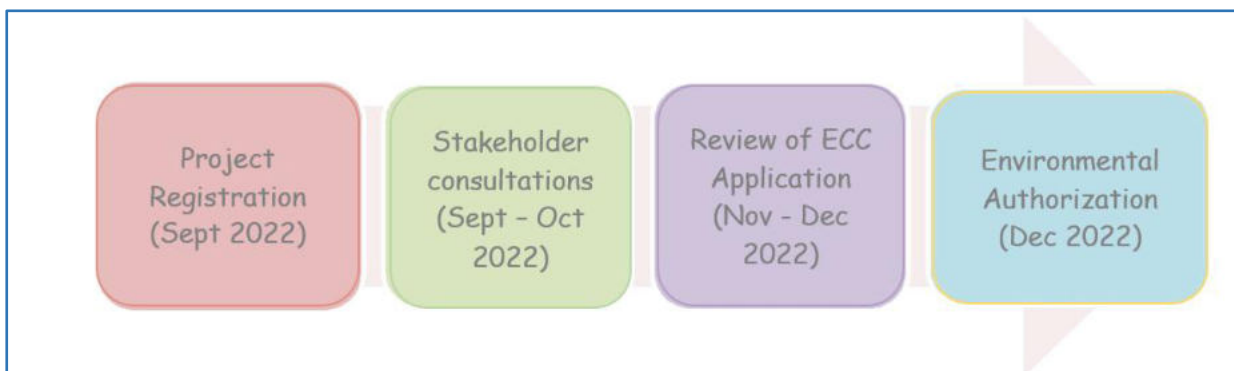 Project
Registration
(Sept 2022)
Stakeholder
consultations
(Sept – Oct
2022)
Review of ECC
Application
(Nov - Dec
2022)
Environmental
Authorization
(Dec 2022)